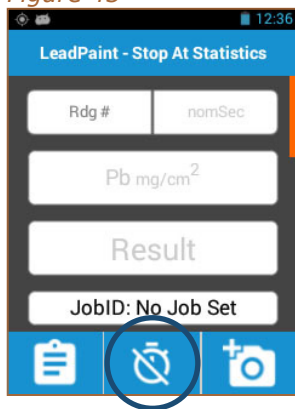 12:36
LeadPaint - Stop At Statistics
Rdg # nomSec
Pb mg/cm²
Result
JobID: No Job Set